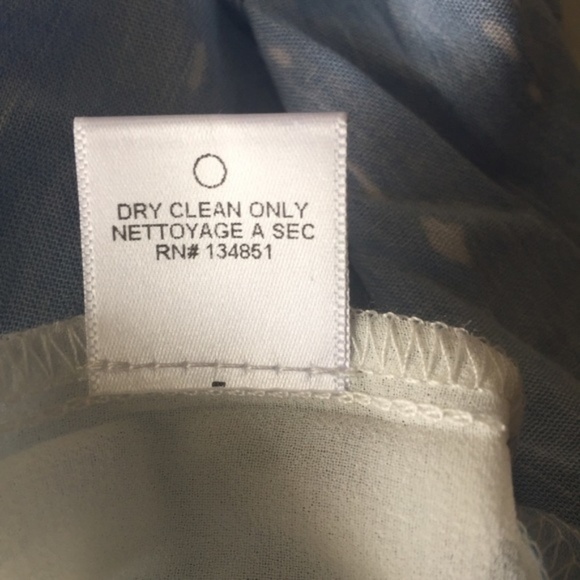 DRY CLEAN ONLY
NETTOYAGE A SEC
RN# 134851